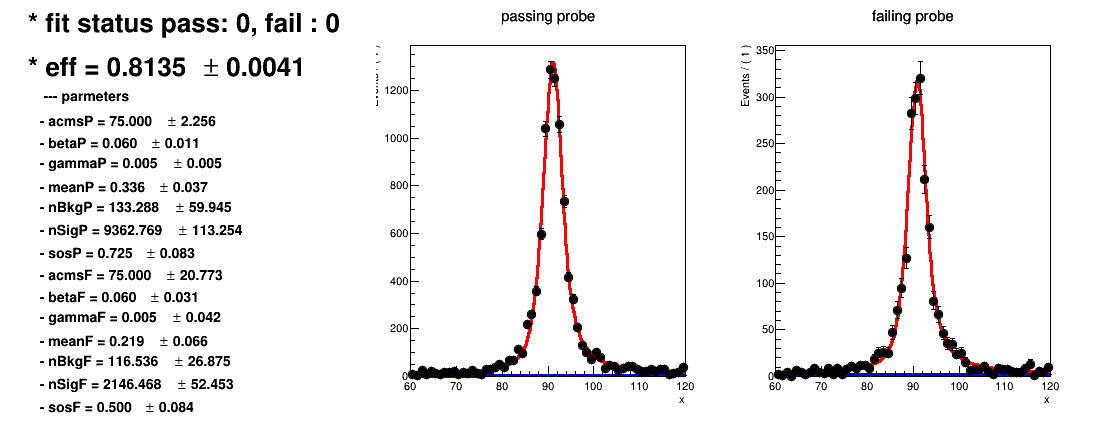 * fit status pass: 0, fail : 0
* eff = 0.8135 ± 0.0041
--- parmeters
- acmsP = 75.000 ± 2.256
- betaP = 0.060 ± 0.011
- gammaP = 0.005 ± 0.005
- meanP = 0.336 ± 0.037
- nBkgP = 133.288 ± 59.945
- nSigP = 9362.769 ± 113.254
- sosP = 0.725 ± 0.083
- acmsF = 75.000 ± 20.773
- betaF = 0.060 ± 0.031
- gammaF = 0.005 ± 0.042
- meanF = 0.219 ± 0.066
- nBkgF = 116.536 ± 26.875
- nSigF = 2146.468 ± 52.453
- sosF = 0.500 ± 0.084
passing probe
1200
1000
800
600
400
200
0
60 70 80 90 100 110 120
x
failing probe
Events / ( 1 )
350
300
250
200
150
100
50
0
60 70 80 90 100 110 120
x